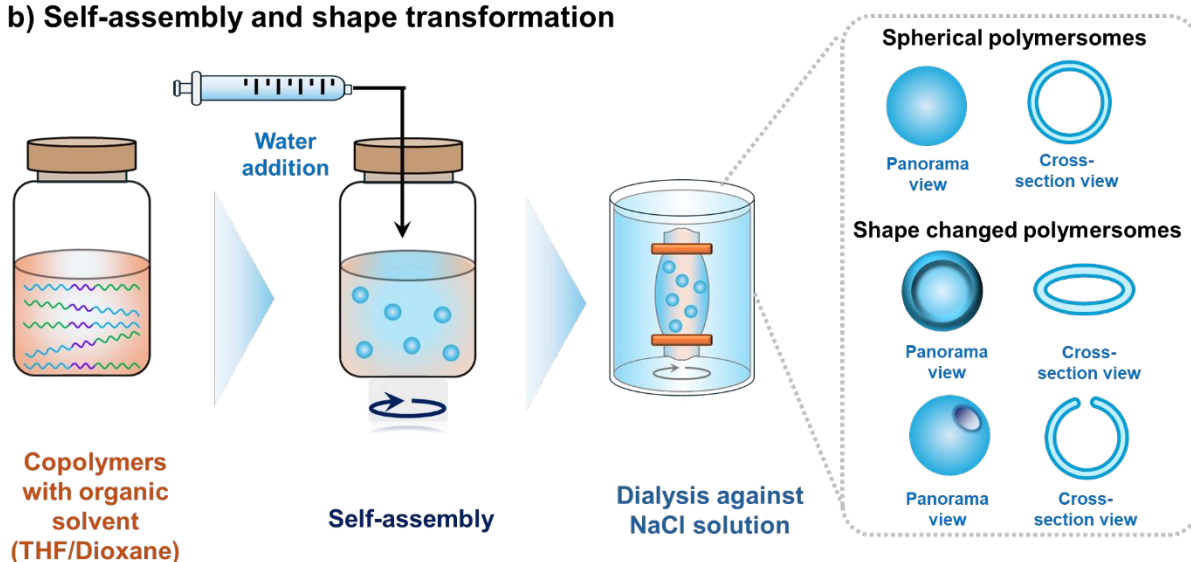 b) Self-assembly and shape transformation
Water
addition
Copolymers
with organic
solvent
(THF/Dioxane)
Self-assembly
Dialysis against
NaCl solution
Spherical polymersomes
Panorama
view
Cross-
section view
Shape changed polymersomes
Panorama
view
Cross-
section view
Panorama
view
Cross-
section view